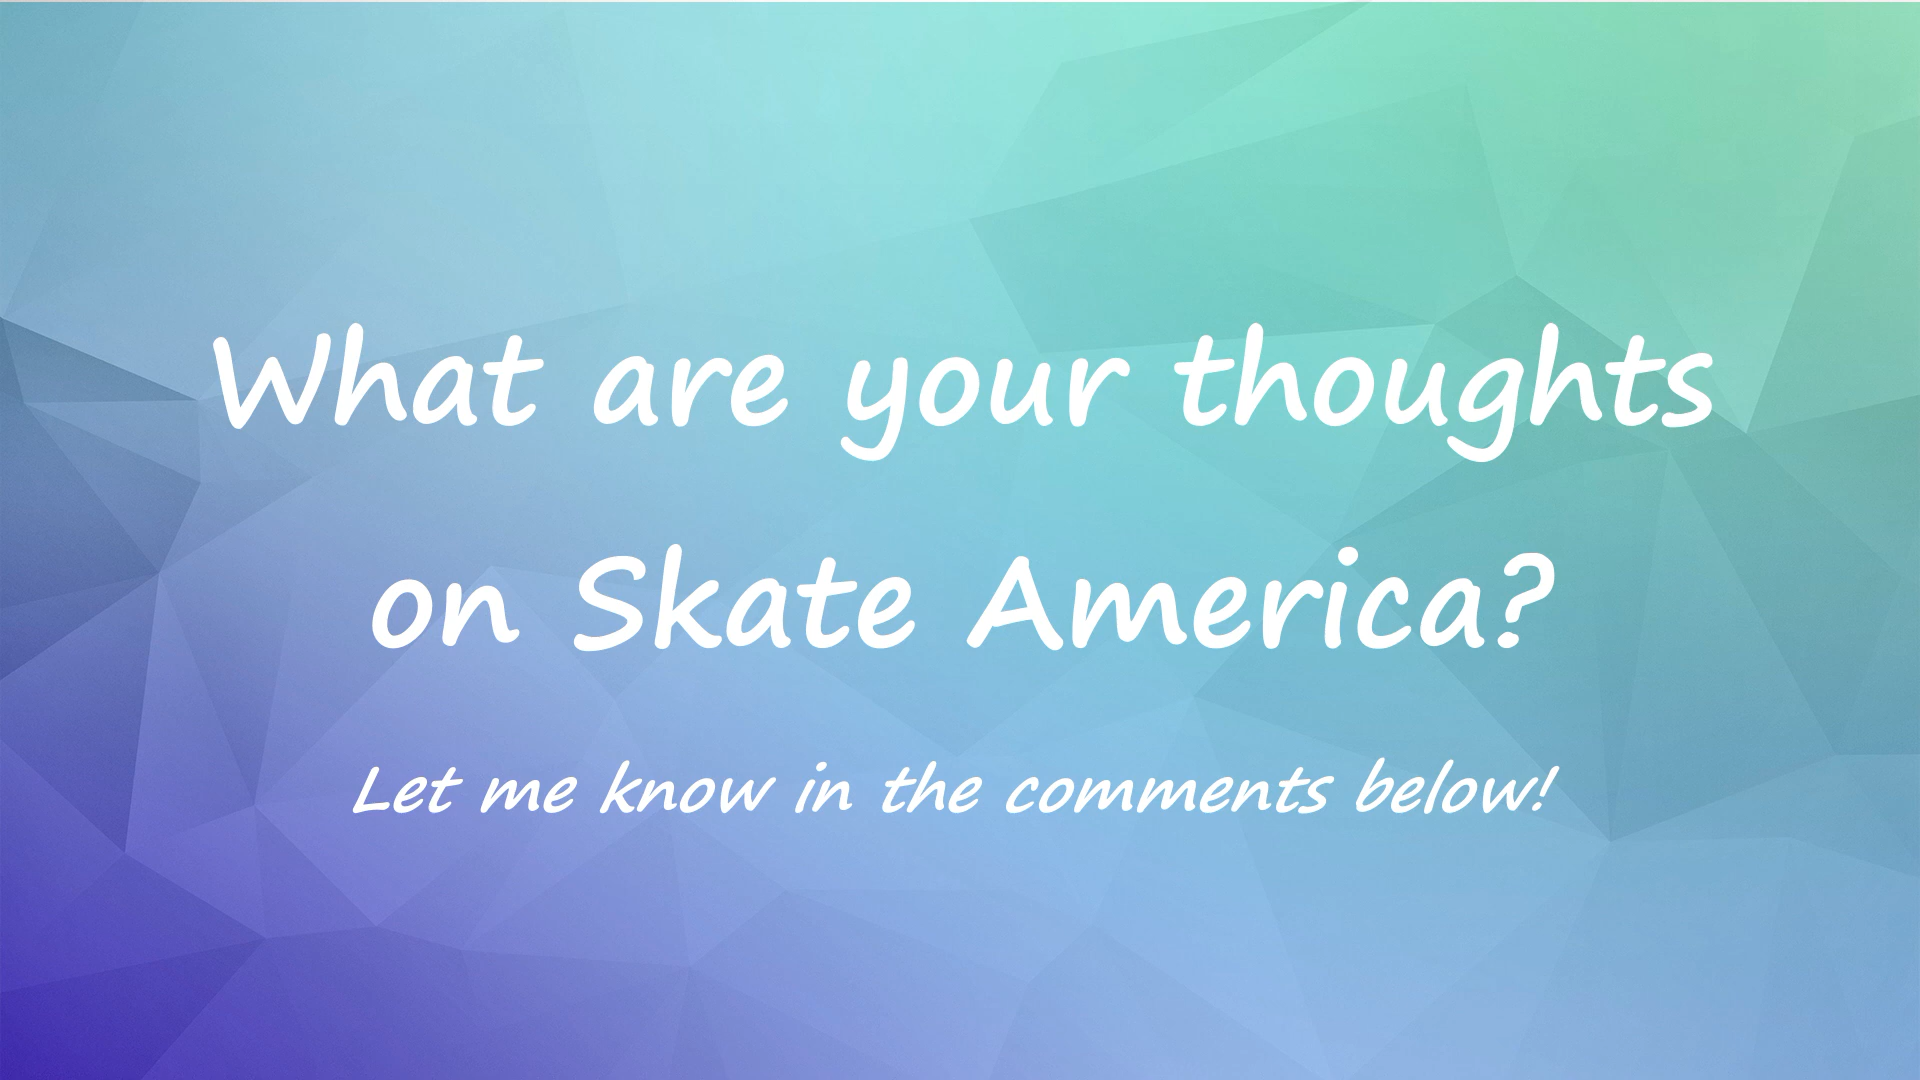 What are your thoughts
on Skate America?
Let me know in the comments below!